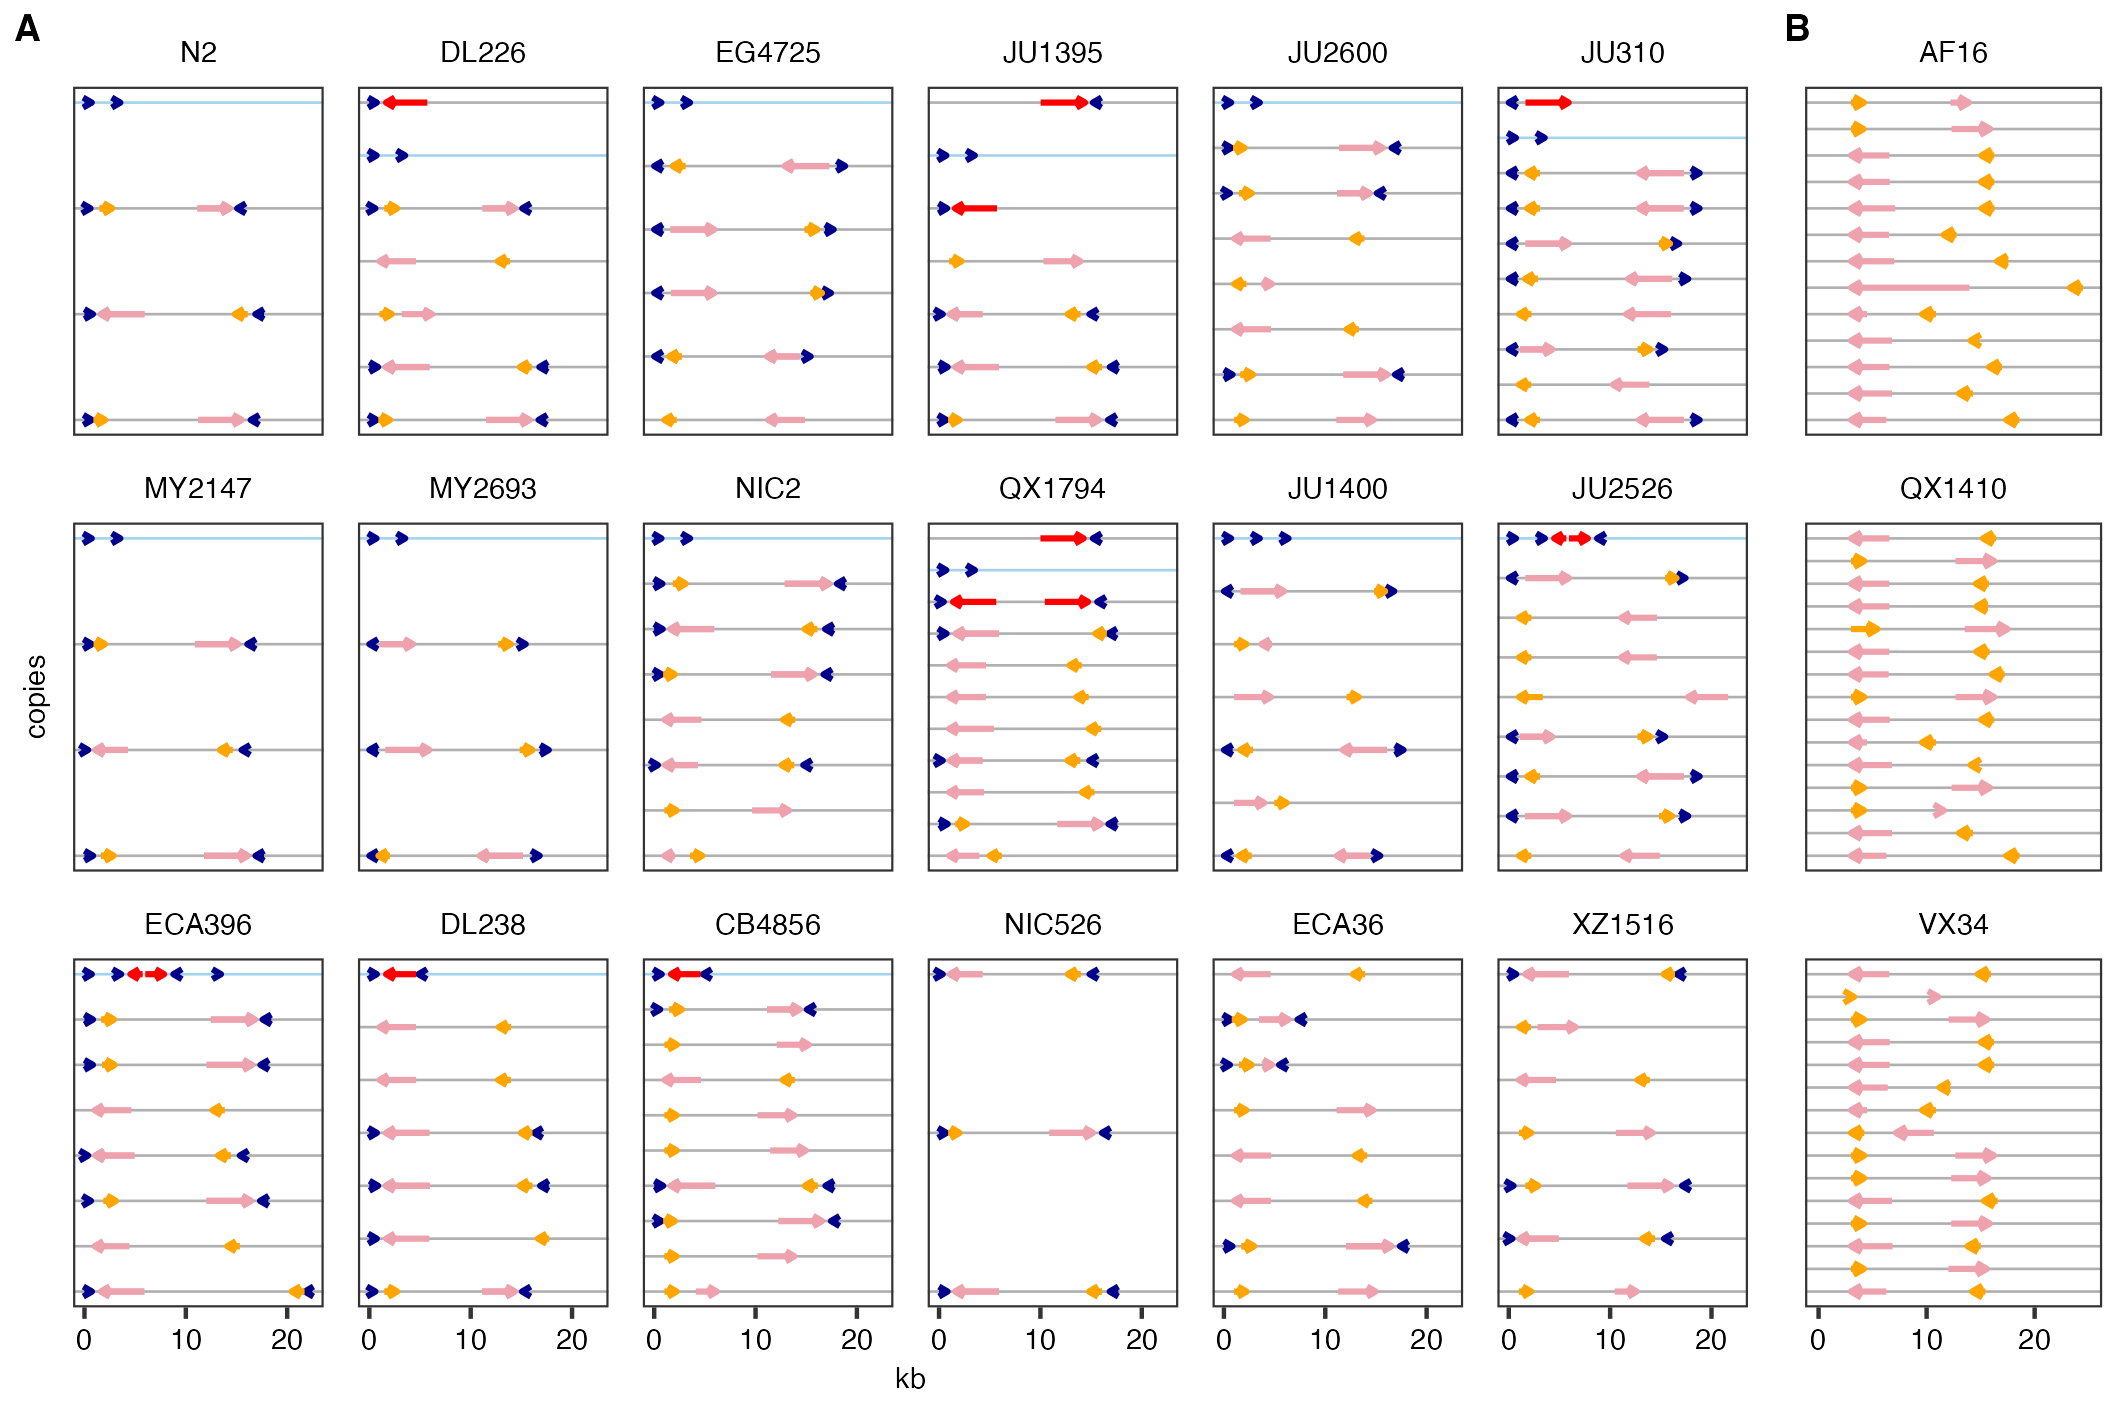 A
B
N2 DL226 EG4725 JU1395 JU2600 JU310 AF16
MY2147 MY2693 NIC2 QX1794 JU1400 JU2526 QX1410
copies
ECA396 DL238 CB4856 NIC526 ECA36 XZ1516 VX34
0 10 20 0 10 20 0 10 20 0 10 20 0 10 20 0 10 20 0 10 20
kb